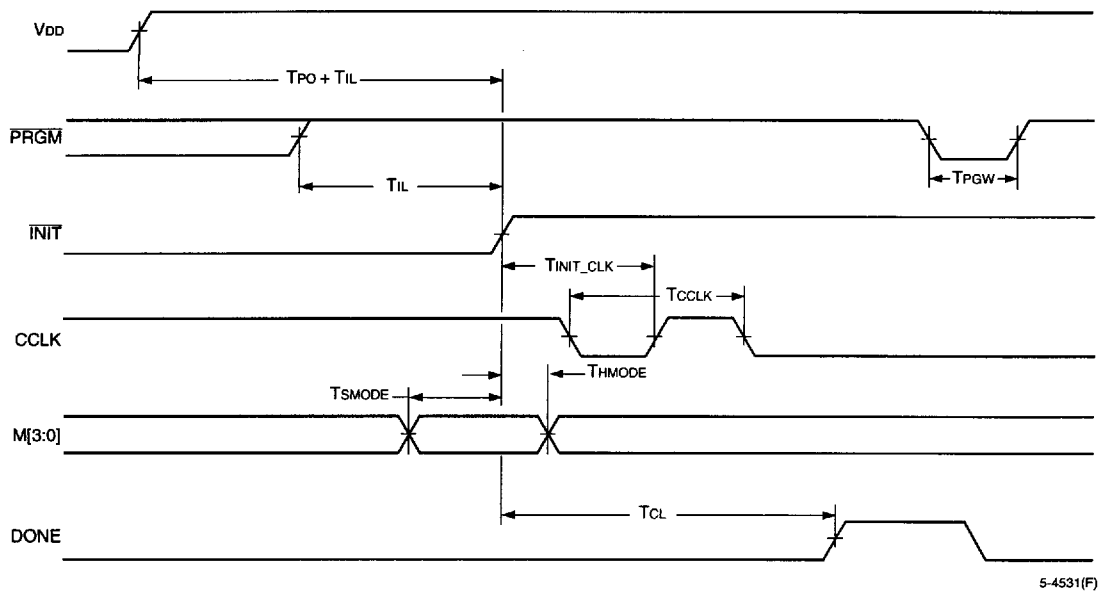 VDD
TPO + TIL
PRGM
TIL
TPGW
INIT
TINIT_CLK
TCCLK
CCLK
THMODE
TSMODE
M[3:0]
TCL
DONE
5-4531(F)